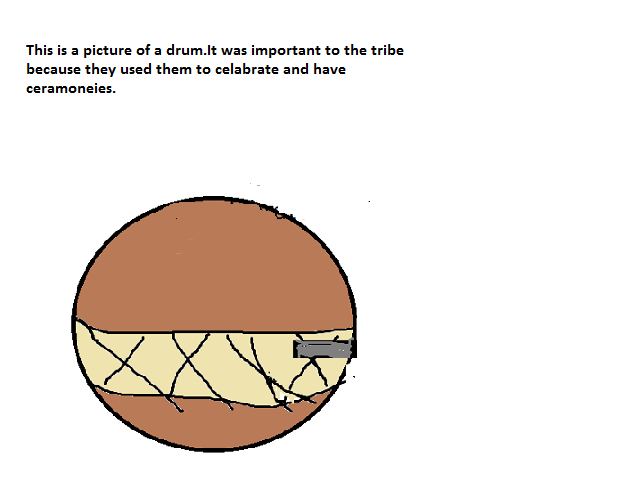 This is a picture of a drum.It was important to the tribe
because they used them to celabrate and have
ceramoneies.